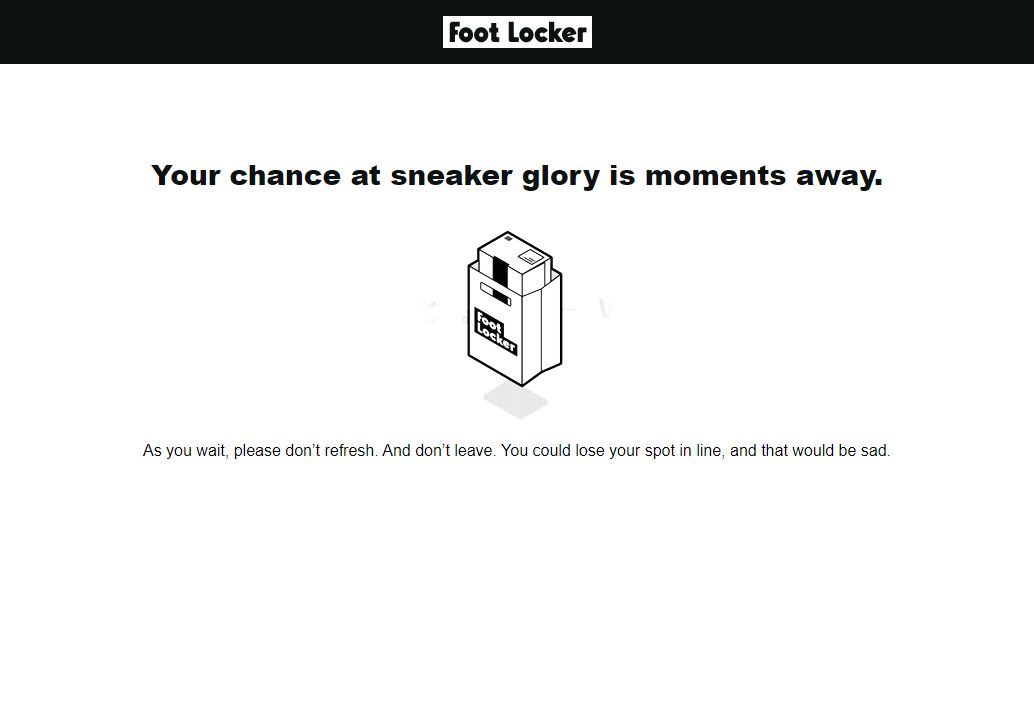 Foot Locker
Your chance at sneaker glory is moments away.
Foot
Locker
As you wait, please don’t refresh. And don’t leave. You could lose your spot in line, and that would be sad.